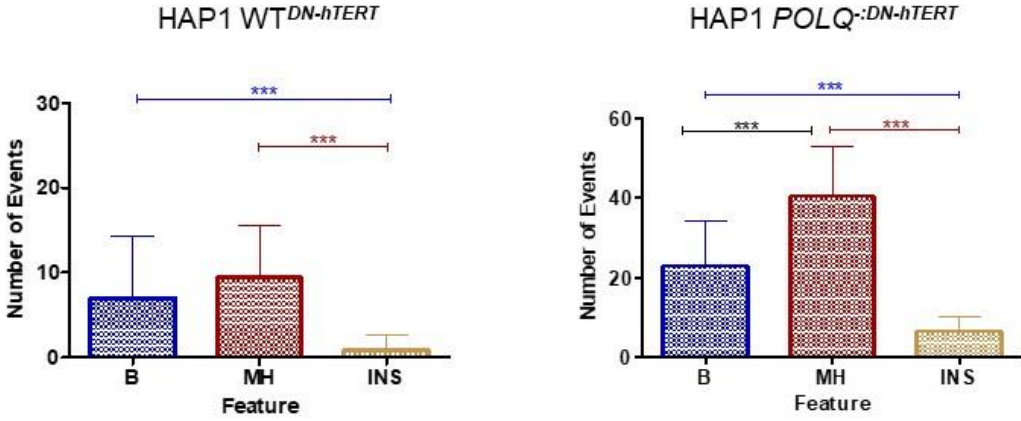 HAP1 WT^DN-hTERT
***
***
30
20
10
0
Number of Events
B MH INS
Feature
HAP1 POLQ^-:DN-hTERT
***
*** ***
60
40
20
0
Number of Events
B MH INS
Feature